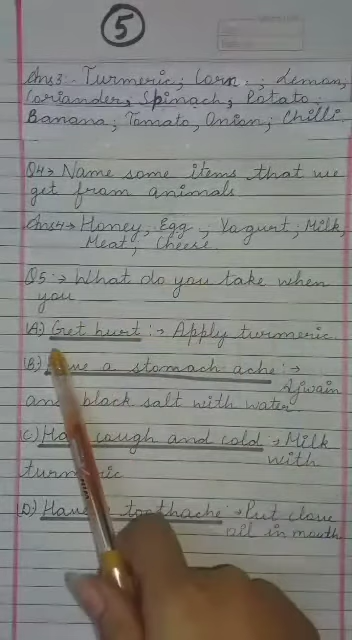 5
Ans3:- Turmeric; Corn.; Lemon;
Coriander, Spinach, Potato;
Banana; Tomato, Onion; Chilli.
Q4→ Name some items that we
get from animals
Ans4→ Honey, Egg, Yogurt, Milk,
Meat, Cheese.
Q5:→ What do you take when
you
A) Get hurt :→ Apply turmeric.
(B) a stomach ache :→
Ajwain
and black salt with water
C) cough and cold :→ Milk
with
turmeric
D) Have toothache → Put clove
oil in mouth